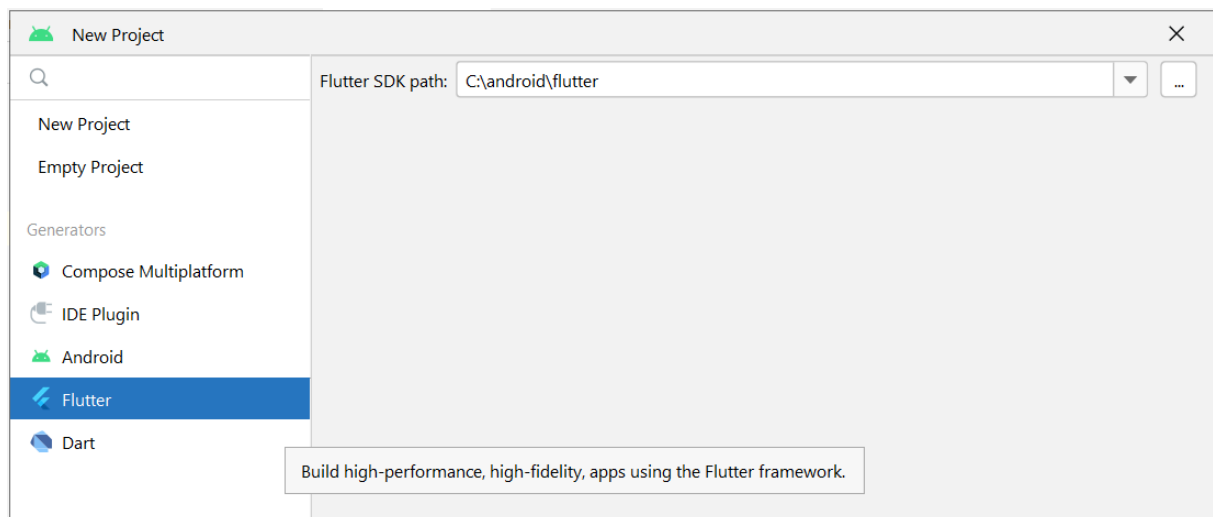 New Project
Flutter SDK path: C:\android\flutter ...
New Project
Empty Project
Generators
Compose Multiplatform
IDE Plugin
Android
Flutter
Dart
Build high-performance, high-fidelity, apps using the Flutter framework.